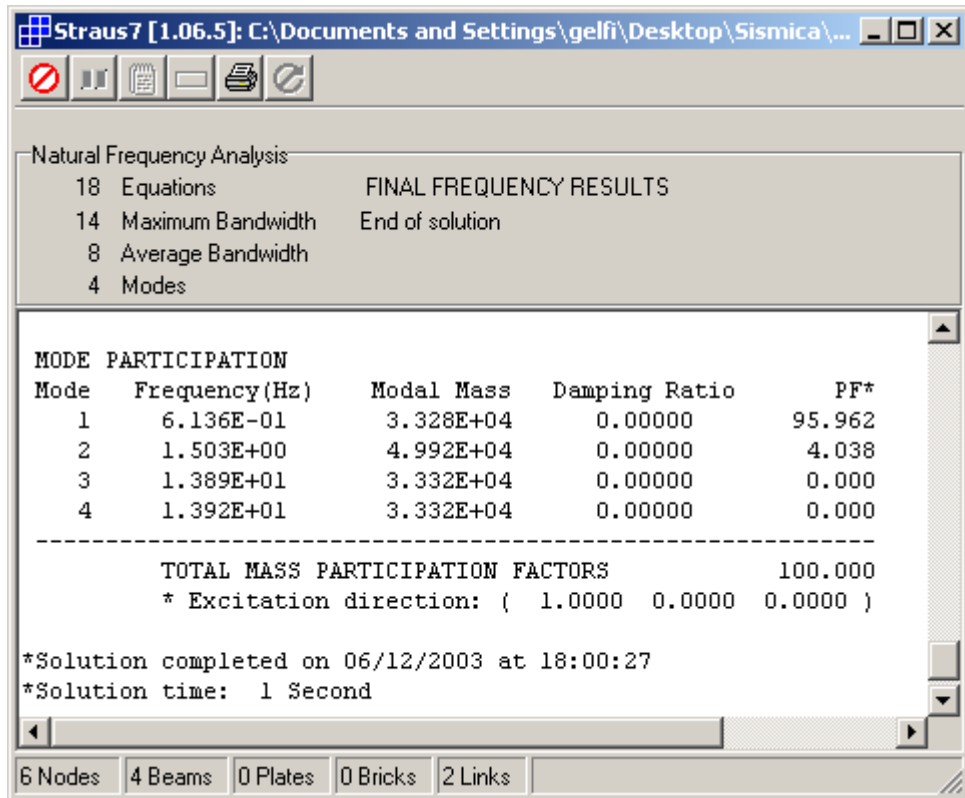 Straus7 [1.06.5]: C:\Documents and Settings\gelfi\Desktop\Sismica\...
Natural Frequency Analysis
18 Equations FINAL FREQUENCY RESULTS
14 Maximum Bandwidth End of solution
8 Average Bandwidth
4 Modes
MODE PARTICIPATION
Mode Frequency(Hz) Modal Mass Damping Ratio PF*
1 6.136E-01 3.328E+04 0.00000 95.962
2 1.503E+00 4.992E+04 0.00000 4.038
3 1.389E+01 3.332E+04 0.00000 0.000
4 1.392E+01 3.332E+04 0.00000 0.000
----------------------------------------------------------------
TOTAL MASS PARTICIPATION FACTORS 100.000
* Excitation direction: ( 1.0000 0.0000 0.0000 )
*Solution completed on 06/12/2003 at 18:00:27
*Solution time: 1 Second
6 Nodes 4 Beams 0 Plates 0 Bricks 2 Links